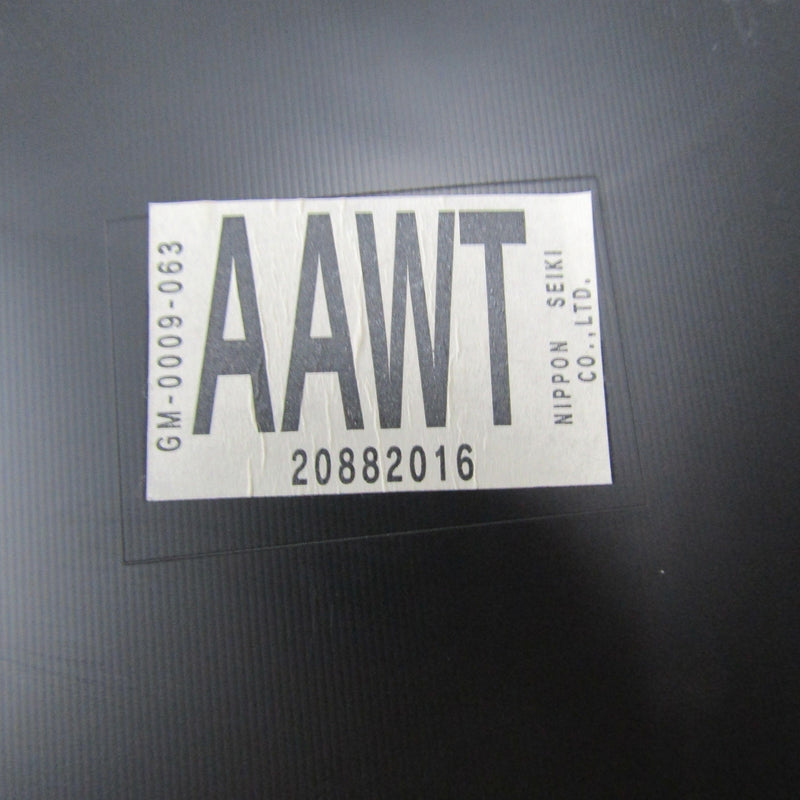 GM-0009-063
AAWT
20882016
NIPPON SEIKI
CO.,LTD.